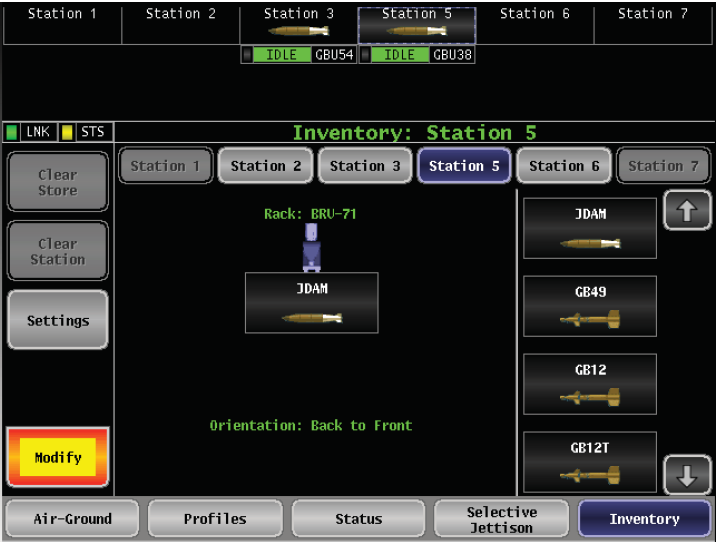 Station 1 Station 2 Station 3 Station 5 Station 6 Station 7
IDLE GBU54 IDLE GBU38
LNK STS Inventory: Station 5
Station 1 Station 2 Station 3 Station 5 Station 6 Station 7
Clear
Store
Clear
Station
Settings
Modify
Rack: BRU-71
JDAM
Orientation: Back to Front
JDAM
GB49
GB12
GB12T
Air-Ground Profiles Status Selective Jettison Inventory